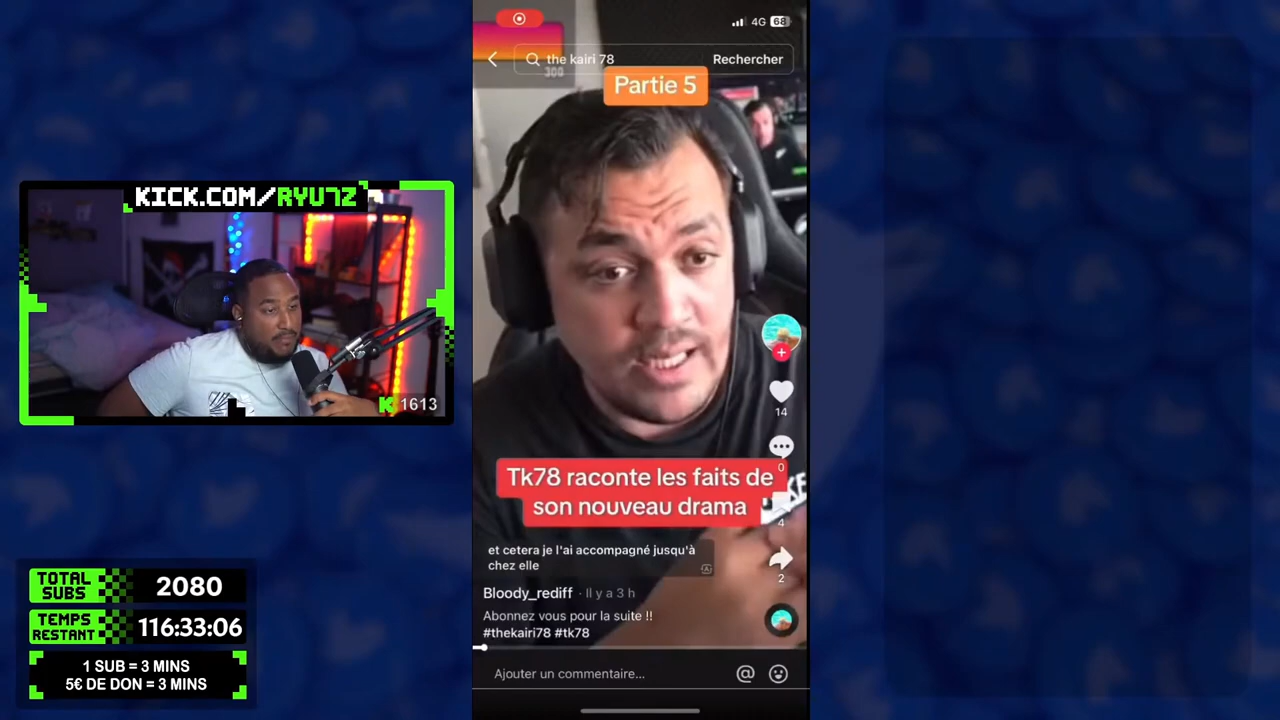 KICK.COM/RYU7Z
1613
TOTAL
SUBS
2080
TEMPS
RESTANT
116:33:06
1 SUB = 3 MINS
5€ DE DON = 3 MINS
4G 68
the kairi 78
Rechercher
300
Partie 5
14
0
4
2
Tk78 raconte les faits de
son nouveau drama
et cetera je l'ai accompagné jusqu'à
chez elle
Bloody_rediff · Il y a 3 h
Abonnez vous pour la suite !!
#thekairi78 #tk78
Ajouter un commentaire...